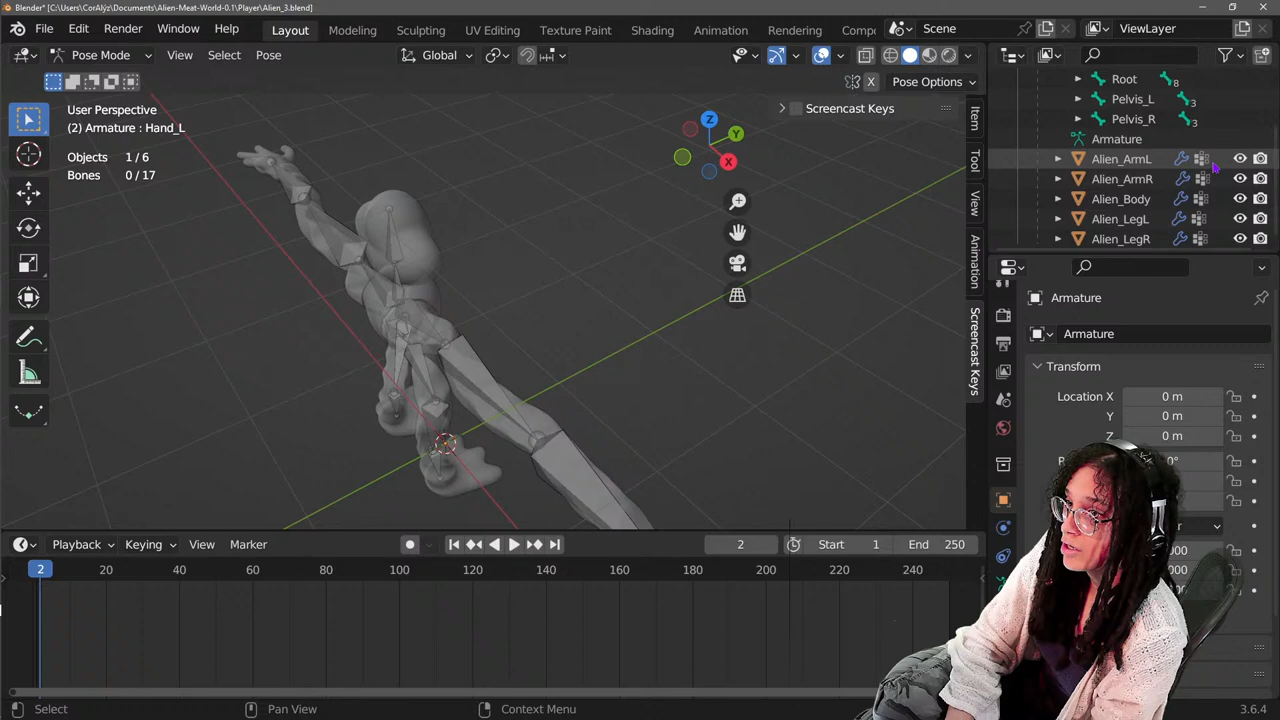 Blender* [C:\Users\CorAlyz\Documents\Alien-Meat-World-0.1\Player\Alien_3.blend]
File Edit Render Window Help Layout Modeling Sculpting UV Editing Texture Paint Shading Animation Rendering Comp Scene ViewLayer
Pose Mode View Select Pose Global
X Pose Options
User Perspective
(2) Armature : Hand_L
Objects 1 / 6
Bones 0 / 17
Screencast Keys
Z
Y
X
Item
Tool
View
Animation
Screencast Keys
Root 8
Pelvis_L 3
Pelvis_R 3
Armature
Alien_ArmL
Alien_ArmR
Alien_Body
Alien_LegL
Alien_LegR
Armature
Armature
Transform
Location X 0 m
Y 0 m
Z 0 m
Playback Keying View Marker 2 Start 1 End 250
2 20 40 60 80 100 120 140 160 180 200 220 240
Select Pan View Context Menu 3.6.4